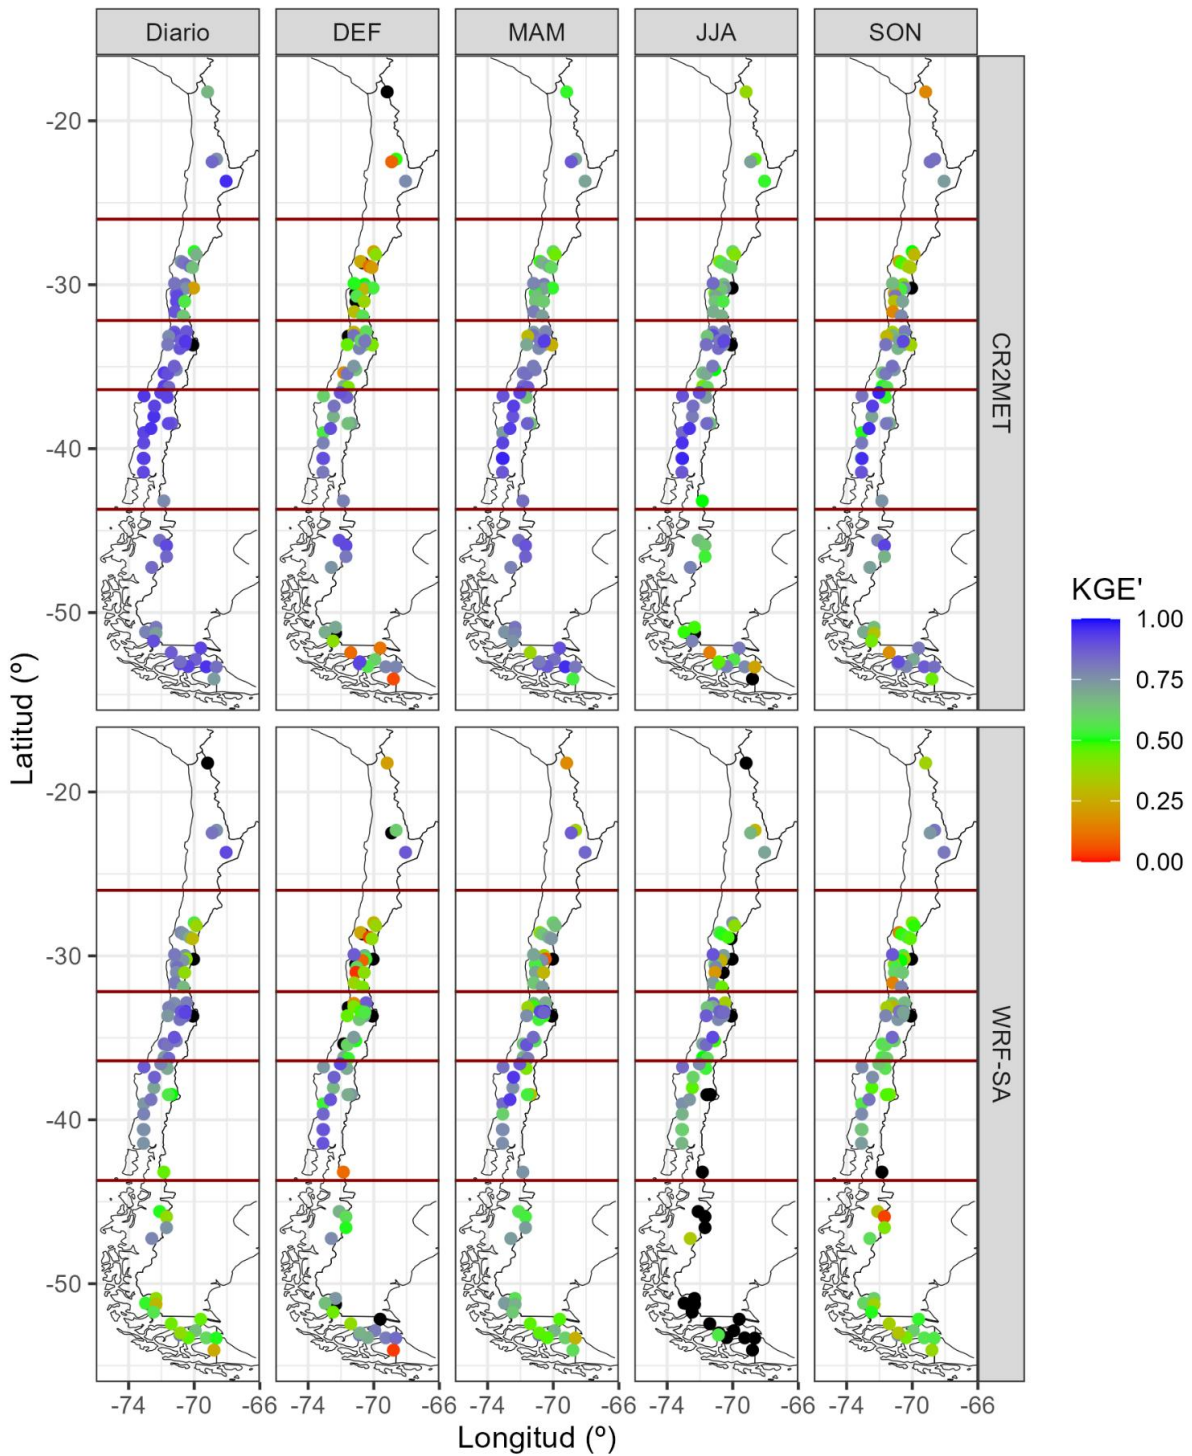 Diario DEF MAM JJA SON
-20
-30
-40
-50
CR2MET
-20
-30
-40
-50
WRF-SA
Latitud (º)
-74 -70 -66 -74 -70 -66 -74 -70 -66 -74 -70 -66 -74 -70 -66
Longitud (º)
KGE'
1.00
0.75
0.50
0.25
0.00